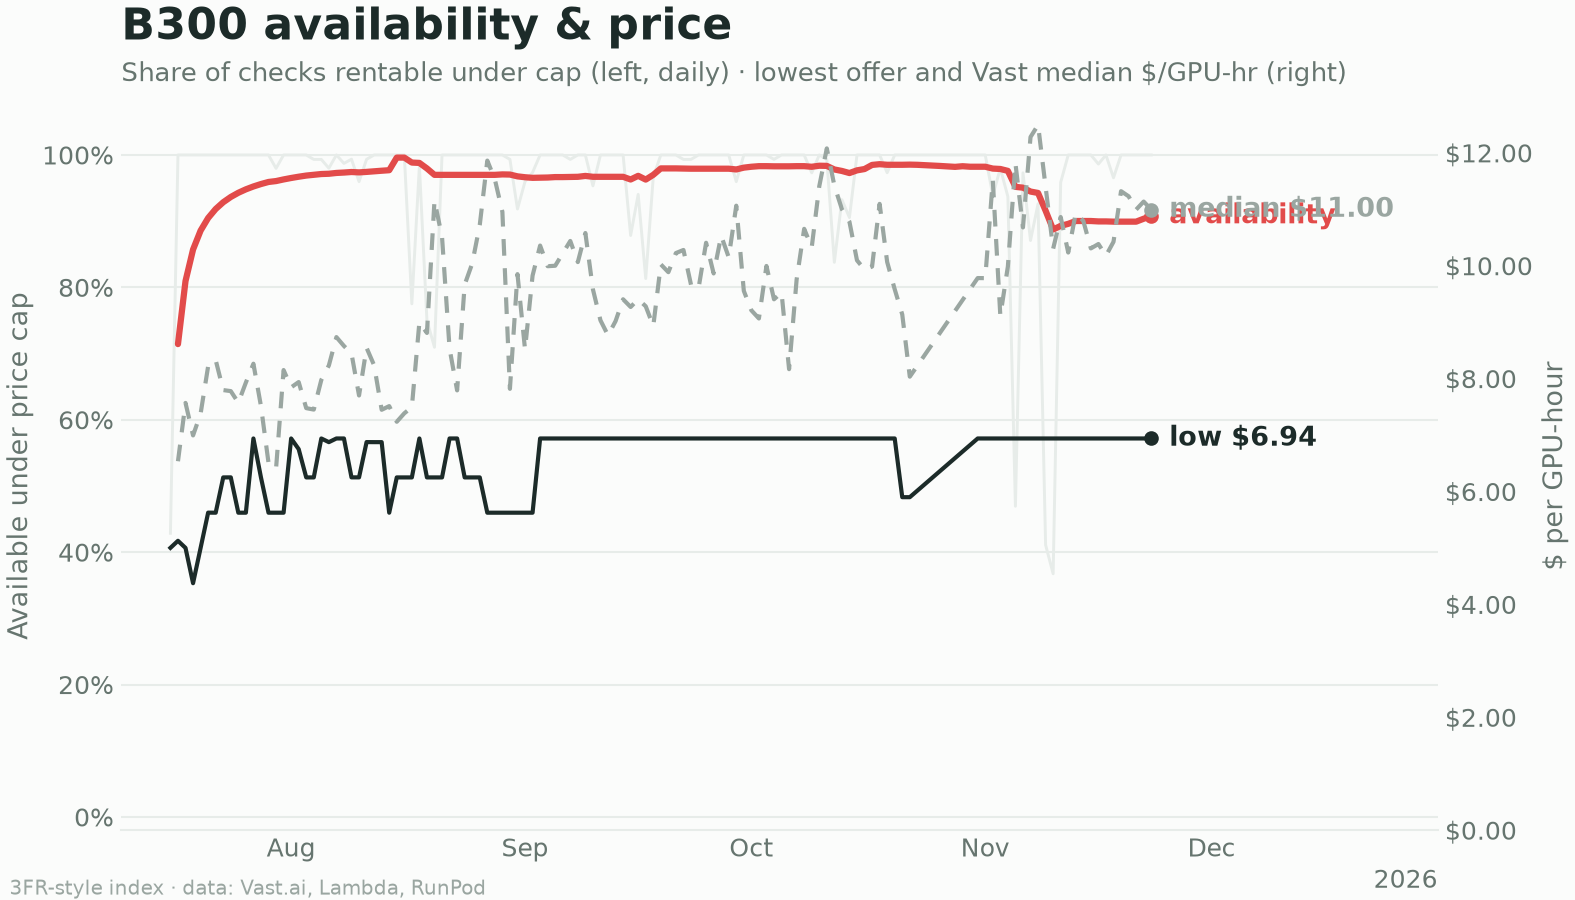 B300 availability & price
Share of checks rentable under cap (left, daily) · lowest offer and Vast median $/GPU-hr (right)
Available under price cap
100%
80%
60%
40%
20%
0%
$12.00
$10.00
$8.00
$6.00
$4.00
$2.00
$0.00
$ per GPU-hour
median $11.00
availability
low $6.94
Aug
Sep
Oct
Nov
Dec
2026
3FR-style index · data: Vast.ai, Lambda, RunPod